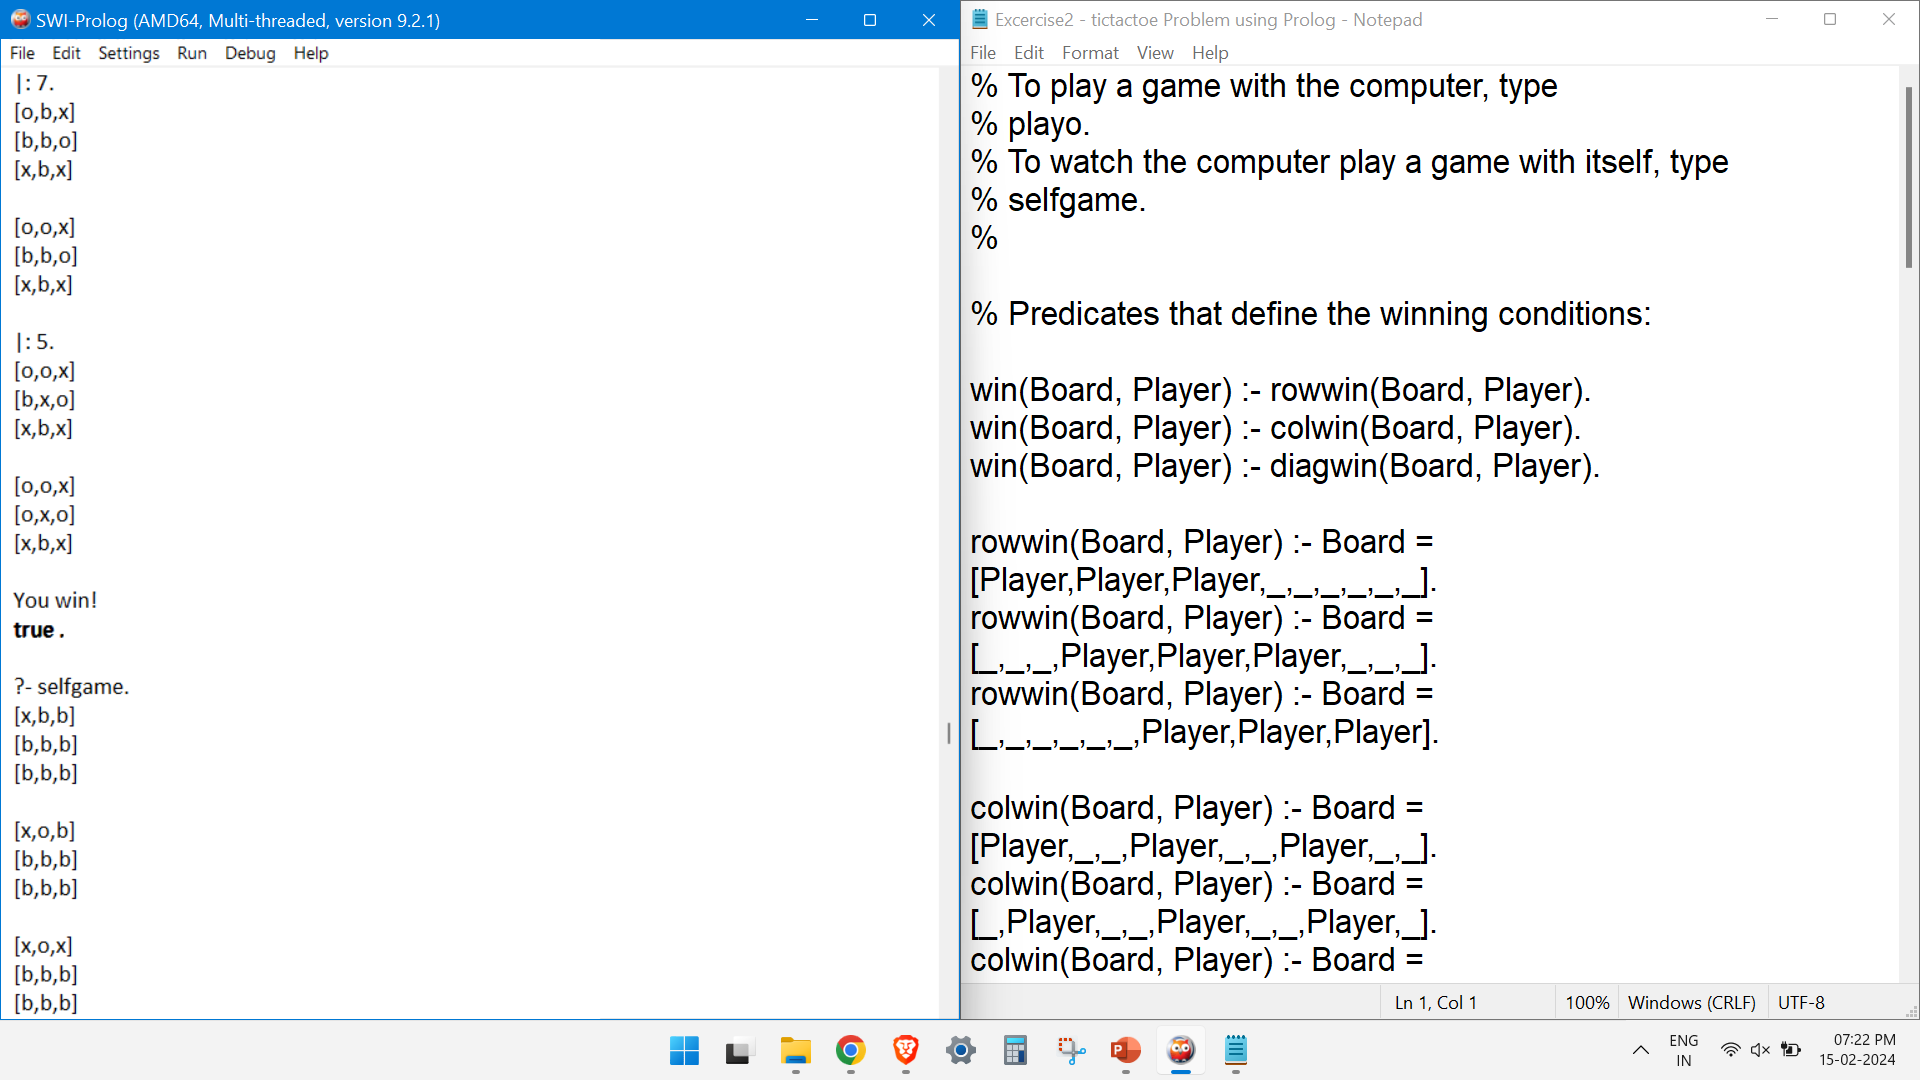 SWI-Prolog (AMD64, Multi-threaded, version 9.2.1)
File Edit Settings Run Debug Help
|: 7.
[o,b,x]
[b,b,o]
[x,b,x]
[o,o,x]
[b,b,o]
[x,b,x]
|: 5.
[o,o,x]
[b,x,o]
[x,b,x]
[o,o,x]
[o,x,o]
[x,b,x]
You win!
true .
?- selfgame.
[x,b,b]
[b,b,b]
[b,b,b]
[x,o,b]
[b,b,b]
[b,b,b]
[x,o,x]
[b,b,b]
[b,b,b]
Excercise2 - tictactoe Problem using Prolog - Notepad
File Edit Format View Help
% To play a game with the computer, type
% playo.
% To watch the computer play a game with itself, type
% selfgame.
%
% Predicates that define the winning conditions:
win(Board, Player) :- rowwin(Board, Player).
win(Board, Player) :- colwin(Board, Player).
win(Board, Player) :- diagwin(Board, Player).
rowwin(Board, Player) :- Board =
[Player,Player,Player,_,_,_,_,_,_].
rowwin(Board, Player) :- Board =
[_,_,_,Player,Player,Player,_,_,_].
rowwin(Board, Player) :- Board =
[_,_,_,_,_,_,Player,Player,Player].
colwin(Board, Player) :- Board =
[Player,_,_,Player,_,_,Player,_,_].
colwin(Board, Player) :- Board =
[_,Player,_,_,Player,_,_,Player,_].
colwin(Board, Player) :- Board =
Ln 1, Col 1 100% Windows (CRLF) UTF-8
ENG
IN
07:22 PM
15-02-2024